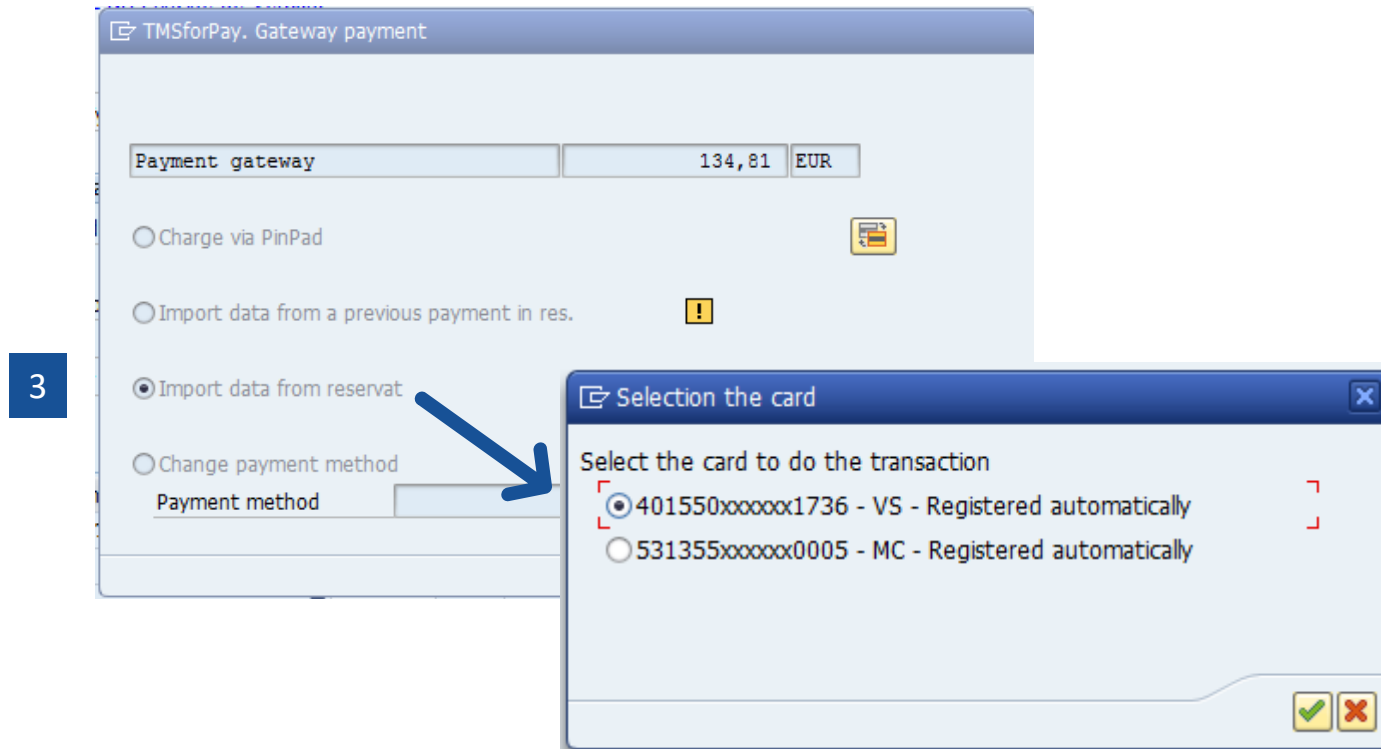 TMSforPay. Gateway payment
Payment gateway 134,81 EUR
Charge via PinPad
Import data from a previous payment in res.
3
Import data from reservat
Change payment method
Payment method
Selection the card
Select the card to do the transaction
401550xxxxxx1736 - VS - Registered automatically
531355xxxxxx0005 - MC - Registered automatically